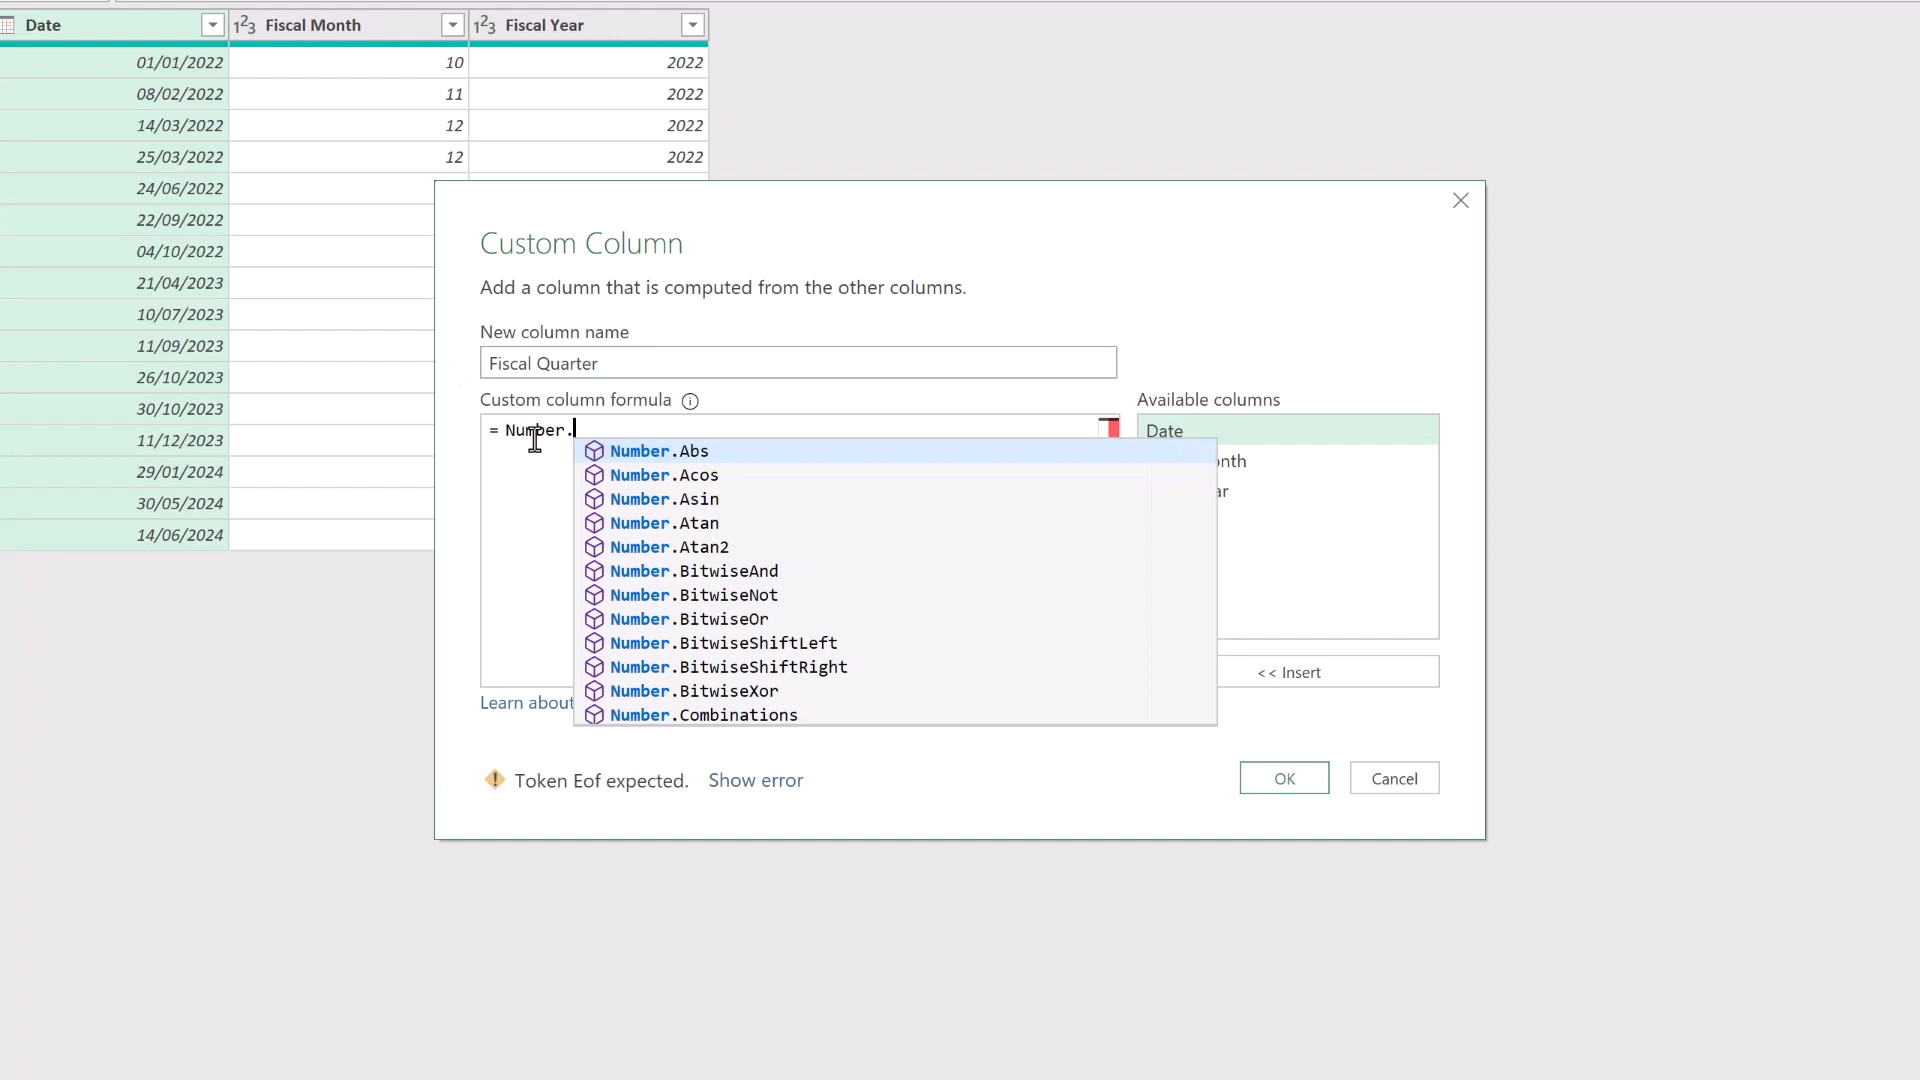 Date 123 Fiscal Month 123 Fiscal Year
01/01/2022 10 2022
08/02/2022 11 2022
14/03/2022 12 2022
25/03/2022 12 2022
24/06/2022
22/09/2022
04/10/2022
21/04/2023
10/07/2023
11/09/2023
26/10/2023
30/10/2023
11/12/2023
29/01/2024
30/05/2024
14/06/2024
Custom Column
Add a column that is computed from the other columns.
New column name
Fiscal Quarter
Custom column formula
= Number.
Number.Abs
Number.Acos
Number.Asin
Number.Atan
Number.Atan2
Number.BitwiseAnd
Number.BitwiseNot
Number.BitwiseOr
Number.BitwiseShiftLeft
Number.BitwiseShiftRight
Number.BitwiseXor
Number.Combinations
Available columns
Date
onth
ar
<< Insert
Learn about
Token Eof expected. Show error
OK
Cancel